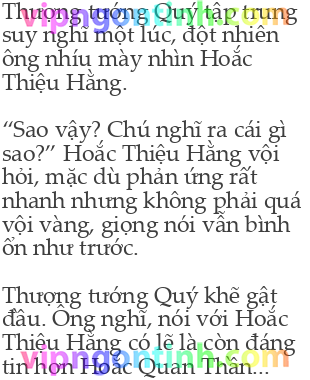 Thượng tướng Quý tập trung
vipngontinh.com
suy nghĩ một lúc, đột nhiên
ông nhíu mày nhìn Hoắc
Thiệu Hằng.
“Sao vậy? Chú nghĩ ra cái gì
sao?” Hoắc Thiệu Hằng vội
hỏi, mặc dù phản ứng rất
nhanh nhưng không phải quá
vội vàng, giọng nói vẫn bình
ổn như trước.
Thượng tướng Quý khẽ gật
đầu. Ông nghĩ, nói với Hoắc
Thiệu Hằng có lẽ là còn đáng
vipngontinh.com
tin hơn Hoắc Quan Thần...